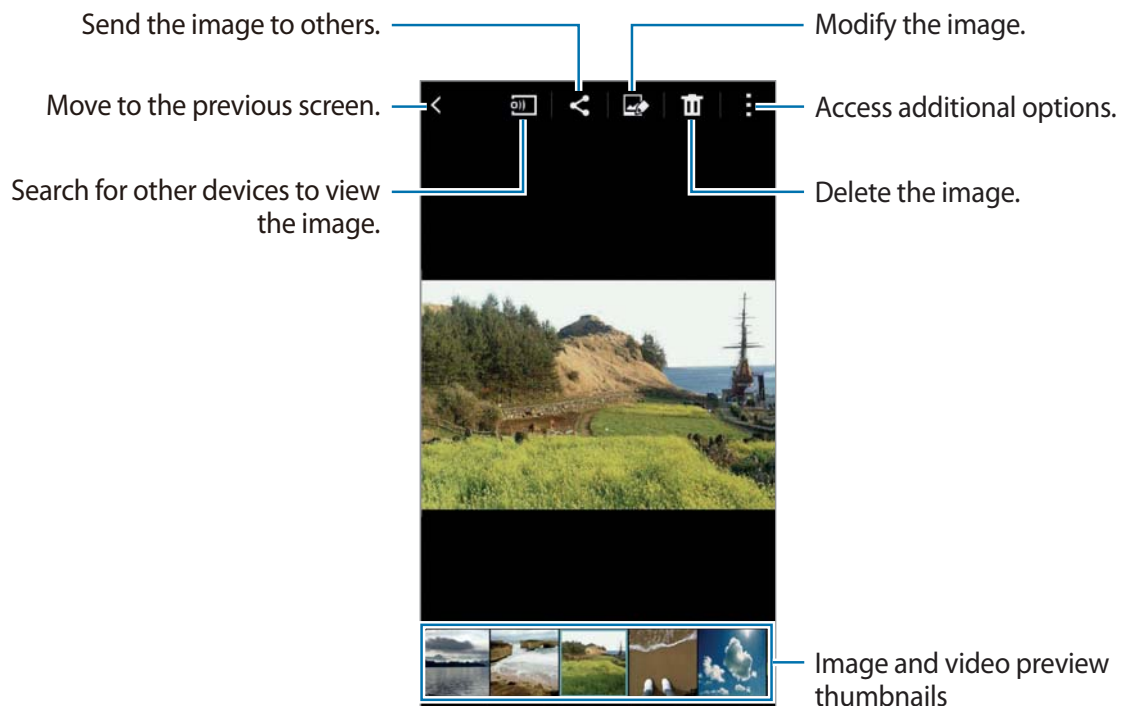 Send the image to others.
Modify the image.
Move to the previous screen.
Access additional options.
Search for other devices to view
the image.
Delete the image.
Image and video preview
thumbnails